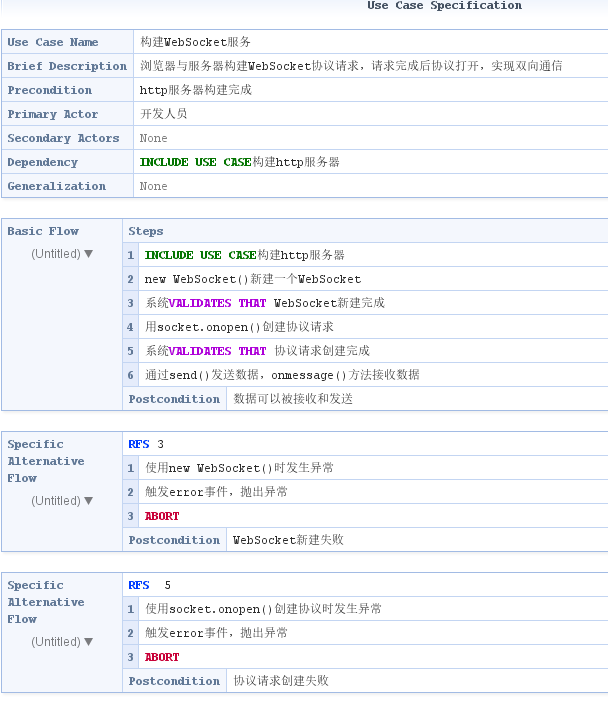 Use Case Specification
Use Case Name 构建WebSocket服务
Brief Description 浏览器与服务器构建WebSocket协议请求，请求完成后协议打开，实现双向通信
Precondition http服务器构建完成
Primary Actor 开发人员
Secondary Actors None
Dependency INCLUDE USE CASE构建http服务器
Generalization None
Basic Flow Steps
(Untitled) ▼
1 INCLUDE USE CASE构建http服务器
2 new WebSocket()新建一个WebSocket
3 系统VALIDATES THAT WebSocket新建完成
4 用socket.onopen()创建协议请求
5 系统VALIDATES THAT 协议请求创建完成
6 通过send()发送数据，onmessage()方法接收数据
Postcondition 数据可以被接收和发送
Specific Alternative Flow RFS 3
(Untitled) ▼
1 使用new WebSocket()时发生异常
2 触发error事件，抛出异常
3 ABORT
Postcondition WebSocket新建失败
Specific Alternative Flow RFS 5
(Untitled) ▼
1 使用socket.onopen()创建协议时发生异常
2 触发error事件，抛出异常
3 ABORT
Postcondition 协议请求创建失败